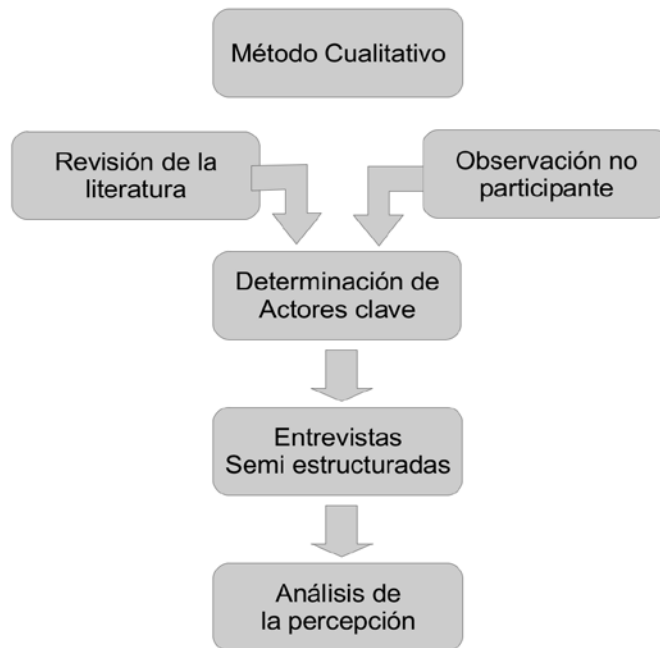 Método Cualitativo
Revisión de la
literatura
Observación no
participante
Determinación de
Actores clave
Entrevistas
Semi estructuradas
Análisis de
la percepción